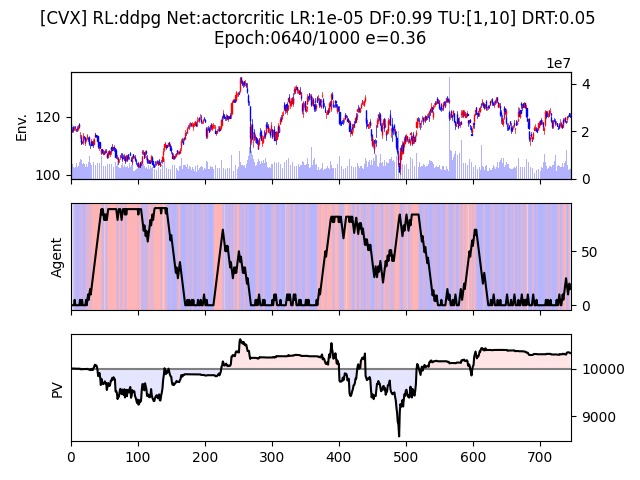 [CVX] RL:ddpg Net:actorcritic LR:1e-05 DF:0.99 TU:[1,10] DRT:0.05
Epoch:0640/1000 e=0.36
1e7
Env.
120
100
4
2
0
Agent
50
0
PV
10000
9000
0 100 200 300 400 500 600 700